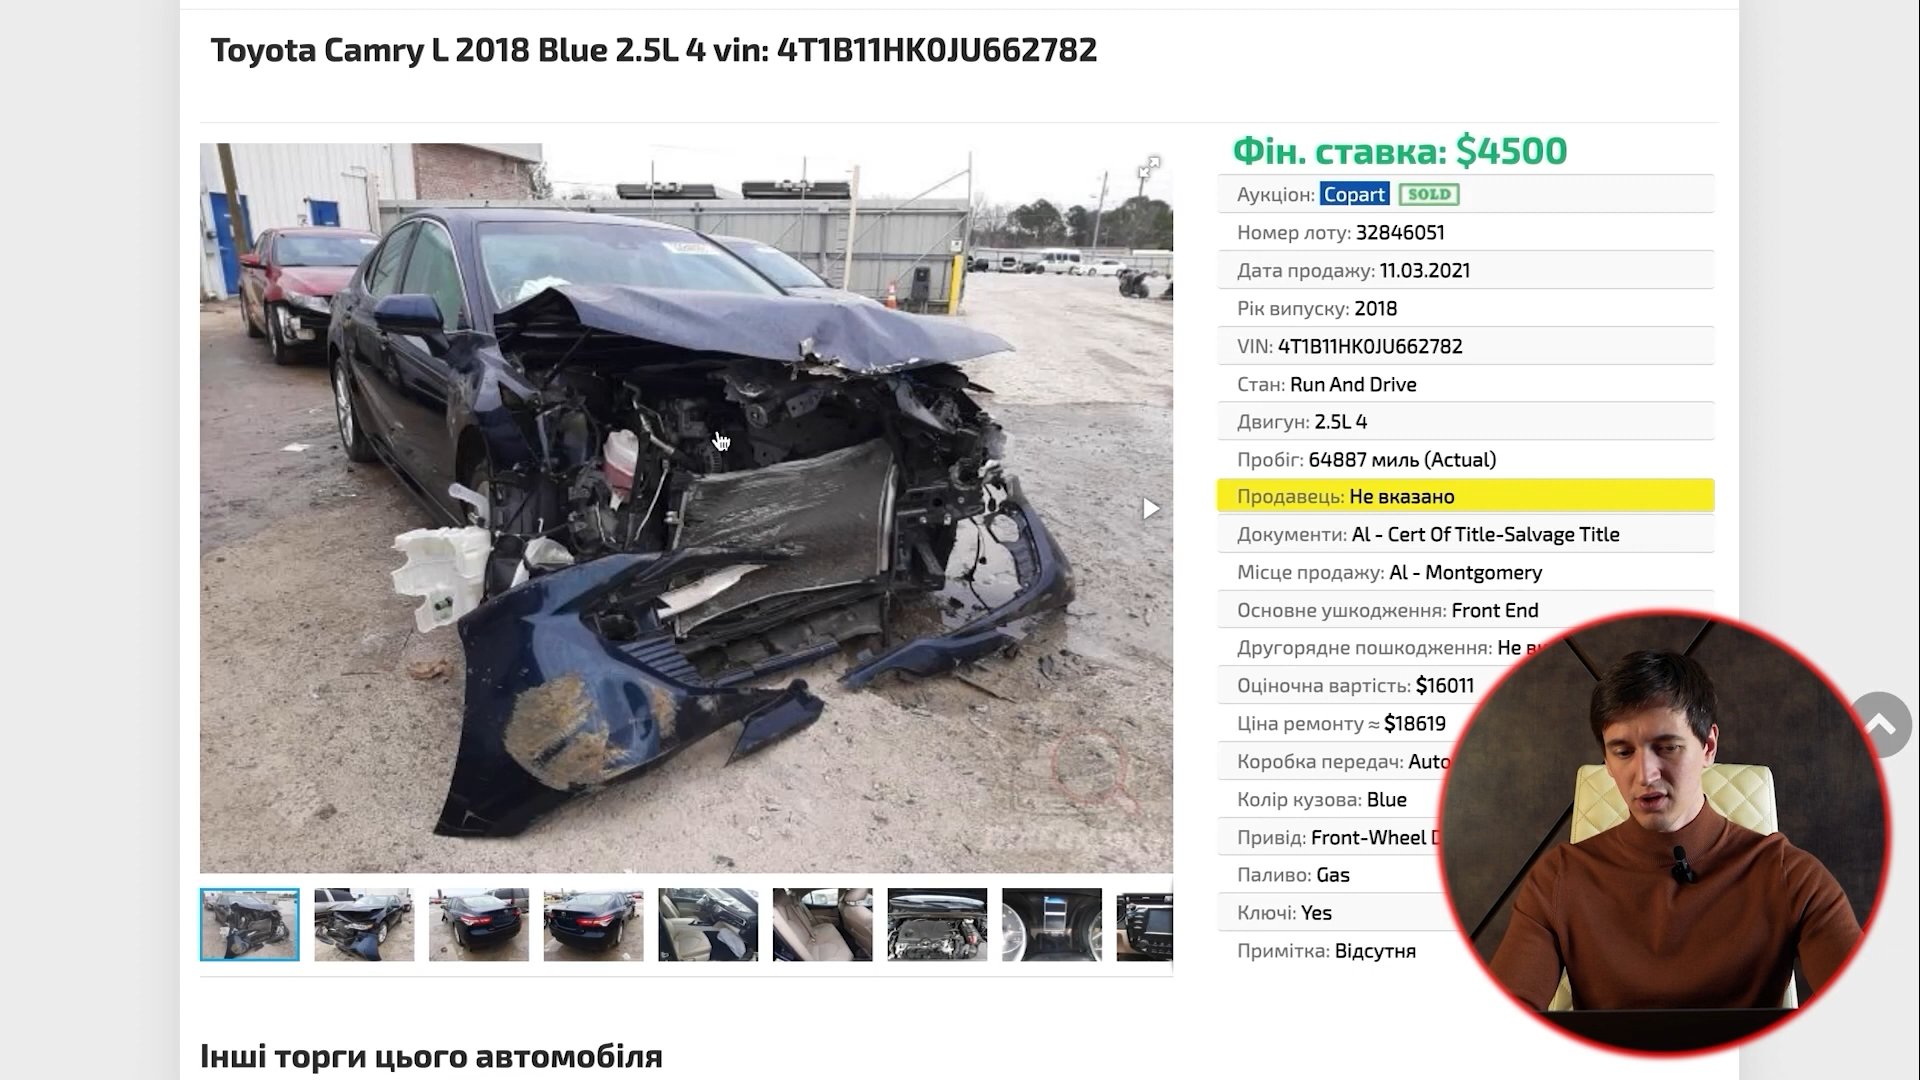 Toyota Camry L 2018 Blue 2.5L 4 vin: 4T1B11HK0JU662782
Фін. ставка: $4500
Аукціон: Copart SOLD
Номер лоту: 32846051
Дата продажу: 11.03.2021
Рік випуску: 2018
VIN: 4T1B11HK0JU662782
Стан: Run And Drive
Двигун: 2.5L 4
Пробіг: 64887 миль (Actual)
Продавець: Не вказано
Документи: Al - Cert Of Title-Salvage Title
Місце продажу: Al - Montgomery
Основне ушкодження: Front End
Другорядне пошкодження: Не
Оціночна вартість: $16011
Ціна ремонту ≈ $18619
Коробка передач: Auto
Колір кузова: Blue
Привід: Front-Wheel
Паливо: Gas
Ключі: Yes
Примітка: Відсутня
Інші торги цього автомобіля